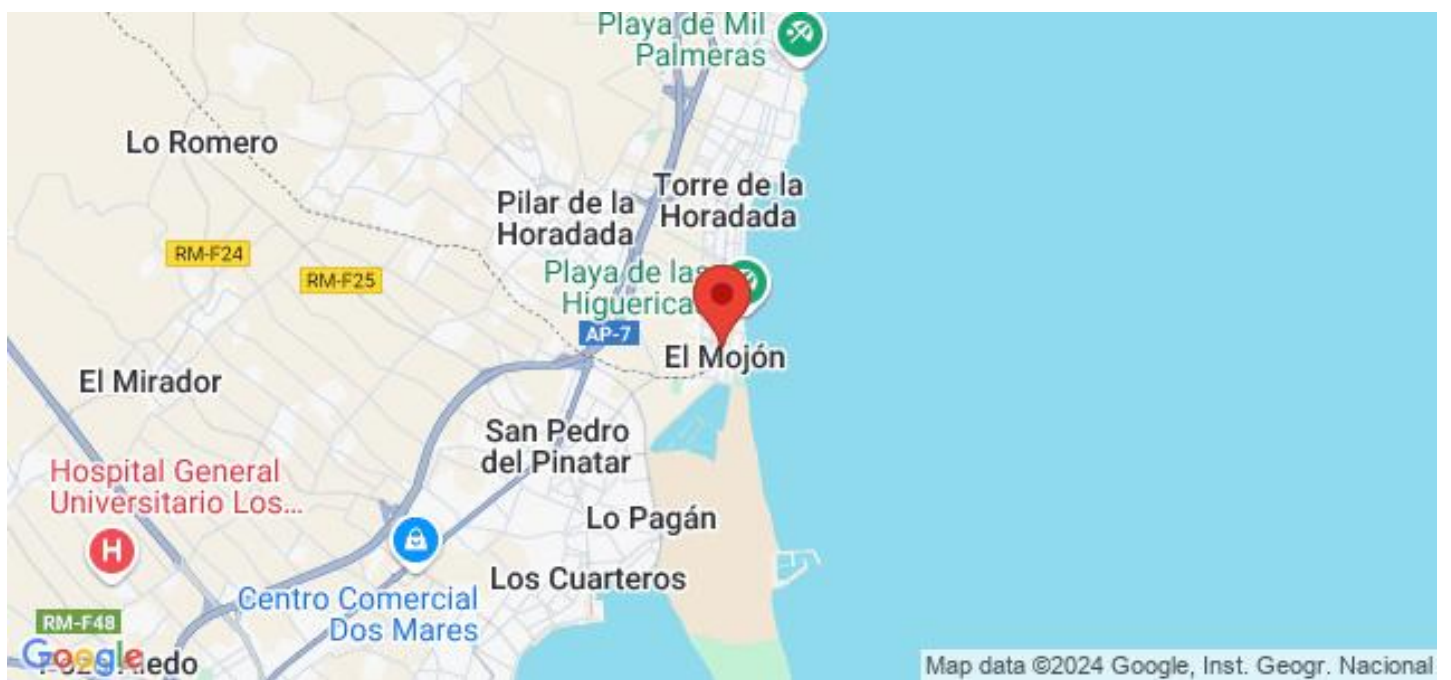 Playa de Mil
Palmeras
Lo Romero
Torre de la
Horadada
Pilar de la
Horadada
RM-F24
RM-F25
Playa de las
Higuerica
AP-7
El Mojón
El Mirador
San Pedro
del Pinatar
Hospital General
Universitario Los...
H
Lo Pagán
Los Cuarteros
Centro Comercial
Dos Mares
RM-F48
Google
Map data ©2024 Google, Inst. Geogr. Nacional